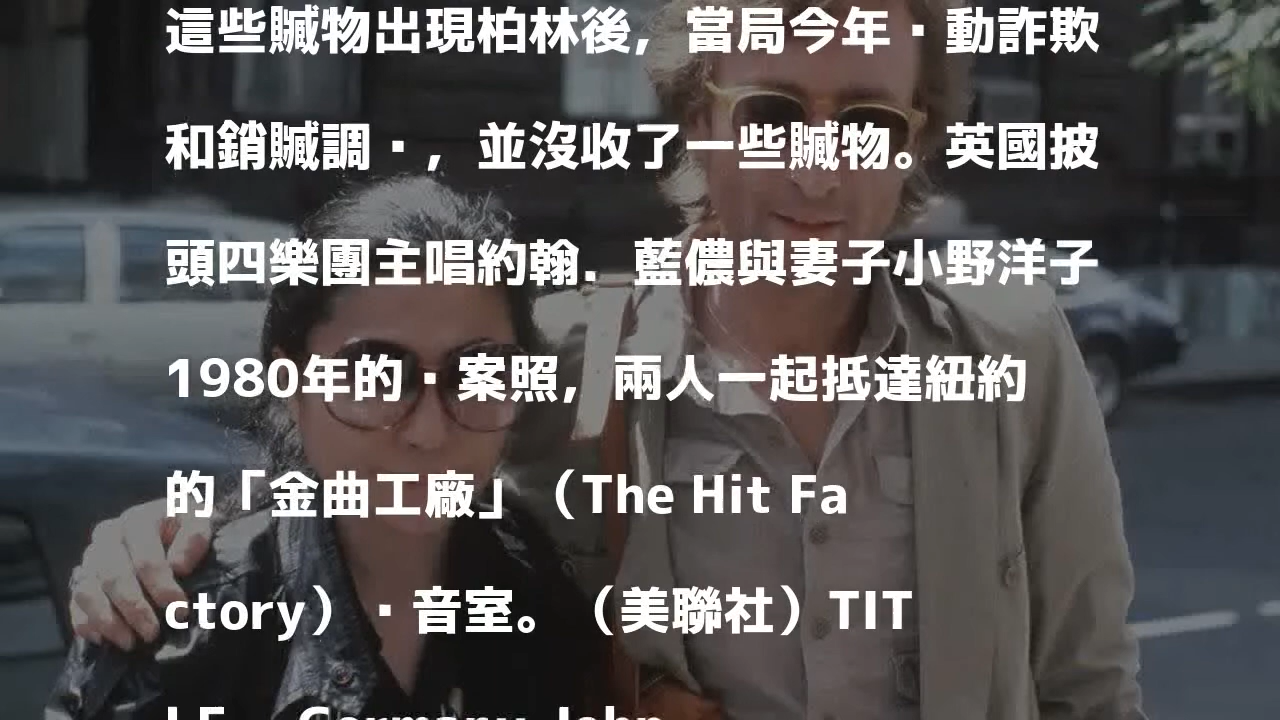 這些贓物出現柏林後，當局今年·動詐欺
和銷贓調·，並沒收了一些贓物。英國披
頭四樂團主唱約翰．藍儂與妻子小野洋子
1980年的·案照，兩人一起抵達紐約
的「金曲工廠」（The Hit Fa
ctory）·音室。（美聯社）TIT
LE Germany John